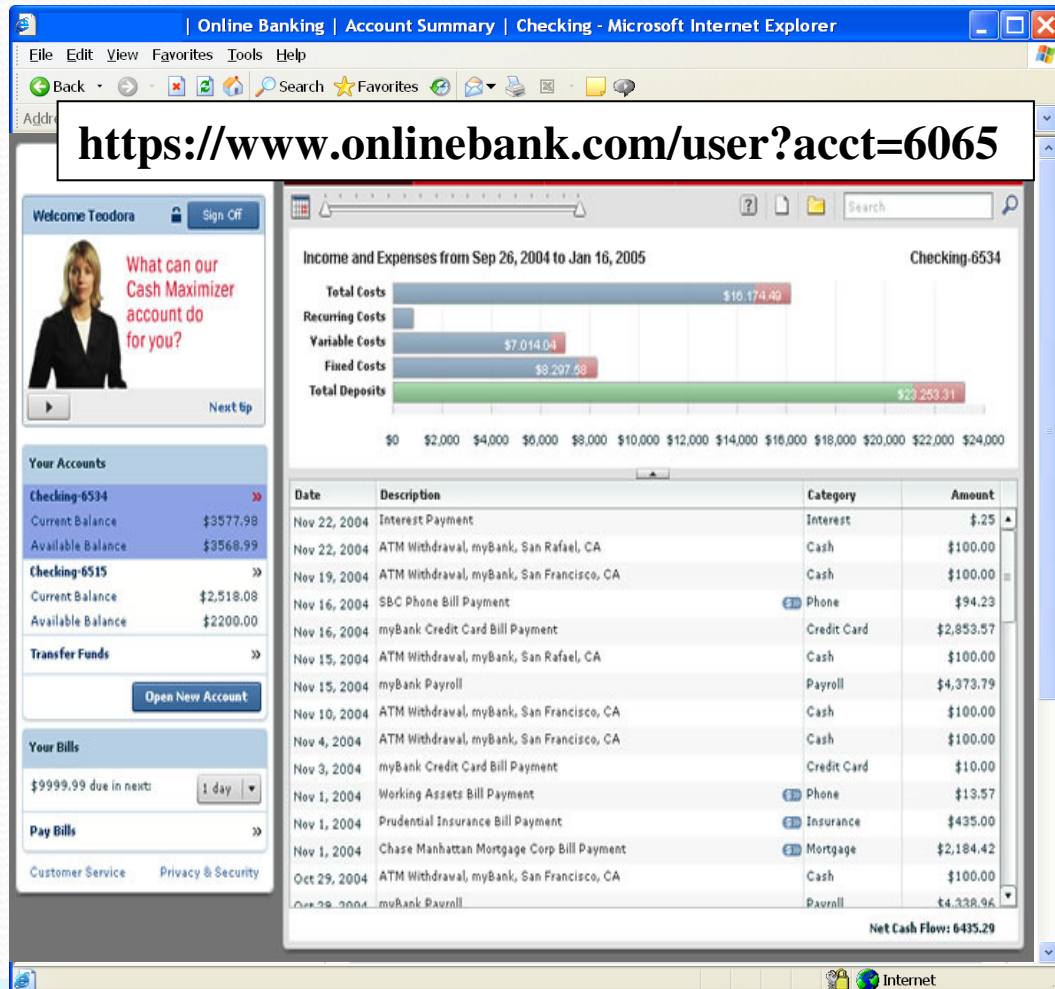 | Online Banking | Account Summary | Checking - Microsoft Internet Explorer
File Edit View Favorites Tools Help
Back Search Favorites
https://www.onlinebank.com/user?acct=6065
Welcome Teodora Sign Off
What can our
Cash Maximizer
account do
for you?
Next tip
Your Accounts
Checking-6534 »
Current Balance $3577.98
Available Balance $3568.99
Checking-6515 »
Current Balance $2,518.08
Available Balance $2200.00
Transfer Funds »
Open New Account
Your Bills
$9999.99 due in next: 1 day
Pay Bills »
Customer Service Privacy & Security
? Search
Income and Expenses from Sep 26, 2004 to Jan 16, 2005 Checking-6534
Total Costs $16,174.49
Recurring Costs
Variable Costs $7,014.04
Fixed Costs $8,297.58
Total Deposits $23,253.31
$0 $2,000 $4,000 $6,000 $8,000 $10,000 $12,000 $14,000 $16,000 $18,000 $20,000 $22,000 $24,000
Date Description Category Amount
Nov 22, 2004 Interest Payment Interest $.25
Nov 22, 2004 ATM Withdrawal, myBank, San Rafael, CA Cash $100.00
Nov 19, 2004 ATM Withdrawal, myBank, San Francisco, CA Cash $100.00
Nov 16, 2004 SBC Phone Bill Payment Phone $94.23
Nov 16, 2004 myBank Credit Card Bill Payment Credit Card $2,853.57
Nov 15, 2004 ATM Withdrawal, myBank, San Rafael, CA Cash $100.00
Nov 15, 2004 myBank Payroll Payroll $4,373.79
Nov 10, 2004 ATM Withdrawal, myBank, San Francisco, CA Cash $100.00
Nov 4, 2004 ATM Withdrawal, myBank, San Francisco, CA Cash $100.00
Nov 3, 2004 myBank Credit Card Bill Payment Credit Card $10.00
Nov 1, 2004 Working Assets Bill Payment Phone $13.57
Nov 1, 2004 Prudential Insurance Bill Payment Insurance $435.00
Nov 1, 2004 Chase Manhattan Mortgage Corp Bill Payment Mortgage $2,184.42
Oct 29, 2004 ATM Withdrawal, myBank, San Francisco, CA Cash $100.00
Oct 29, 2004 myBank Payroll Payroll $4,338.96
Net Cash Flow: 6435.29
Internet